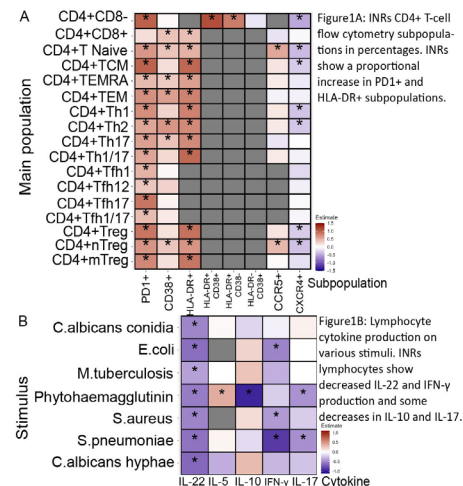 A
CD4+CD8-
CD4+CD8+
CD4+T Naive
CD4+TCM
CD4+TEMRA
CD4+TEM
CD4+Th1
CD4+Th2
CD4+Th17
CD4+Th1/17
CD4+Tfh1
CD4+Tfh12
CD4+Tfh17
CD4+Tfh1/17
CD4+Treg
CD4+nTreg
CD4+mTreg
Main population
PD1+
CD38+
HLA-DR+
HLA-DR+ CD38+
HLA-DR+ CD38-
HLA-DR- CD38+
CCR5+
CXCR4+
Subpopulation
Figure1A: INRs CD4+ T-cell
flow cytometry subpopula-
tions in percentages. INRs
show a proportional
increase in PD1+ and
HLA-DR+ subpopulations.
Estimate
1.5
1.0
0.5
0.0
-0.5
-1.0
-1.5
B
C.albicans conidia
E.coli
M.tuberculosis
Phytohaemagglutinin
S.aureus
S.pneumoniae
C.albicans hyphae
Stimulus
IL-22
IL-5
IL-10
IFN-γ
IL-17
Cytokine
Figure1B: Lymphocyte
cytokine production on
various stimuli. INRs
lymphocytes show
decreased IL-22 and IFN-γ
production and some
decreases in IL-10 and IL-17.
Estimate
1.0
0.5
0.0
-0.5
-1.0